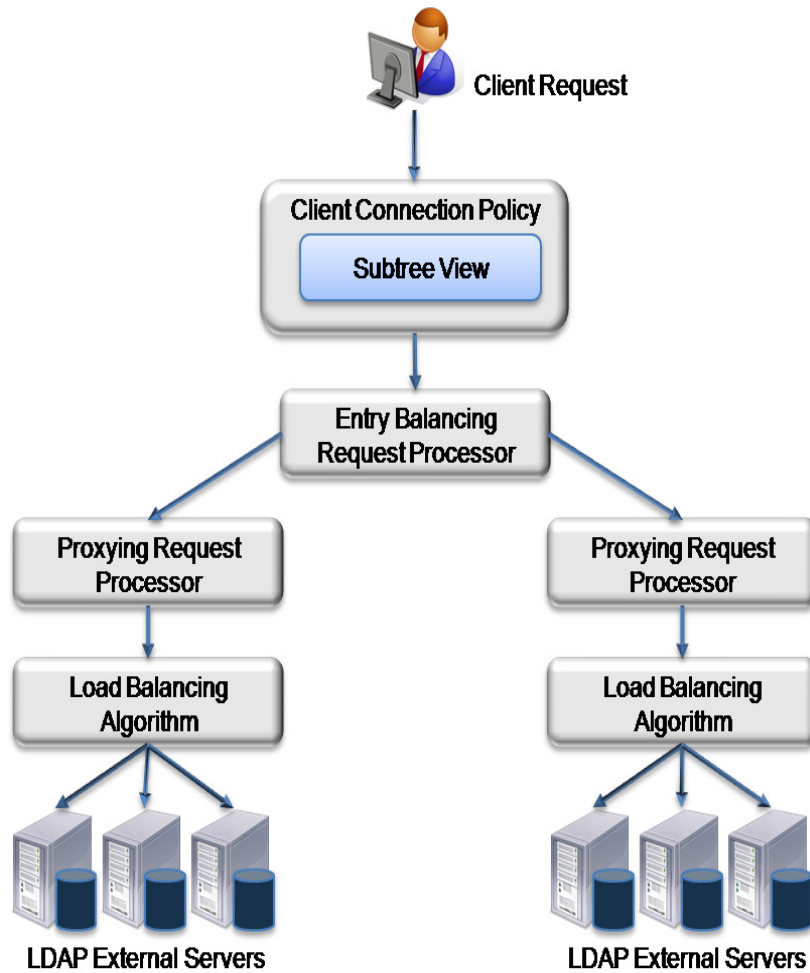 Client Request
Client Connection Policy
Subtree View
Entry Balancing
Request Processor
Proxying Request
Processor
Proxying Request
Processor
Load Balancing
Algorithm
Load Balancing
Algorithm
LDAP External Servers
LDAP External Servers